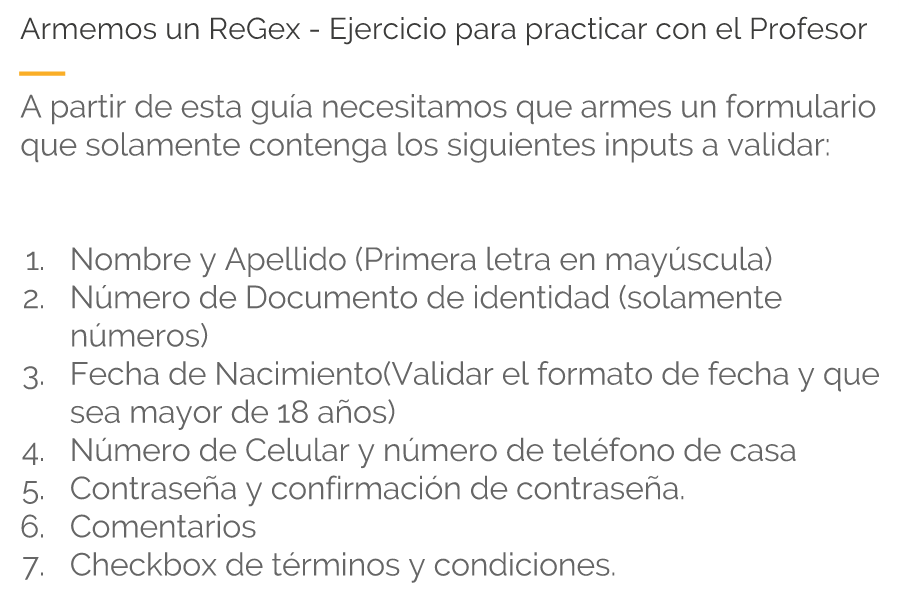 Armemos un ReGex - Ejercicio para practicar con el Profesor
A partir de esta guía necesitamos que armes un formulario
que solamente contenga los siguientes inputs a validar:
1. Nombre y Apellido (Primera letra en mayúscula)
2. Número de Documento de identidad (solamente
números)
3. Fecha de Nacimiento(Validar el formato de fecha y que
sea mayor de 18 años)
4. Número de Celular y número de teléfono de casa
5. Contraseña y confirmación de contraseña.
6. Comentarios
7. Checkbox de términos y condiciones.